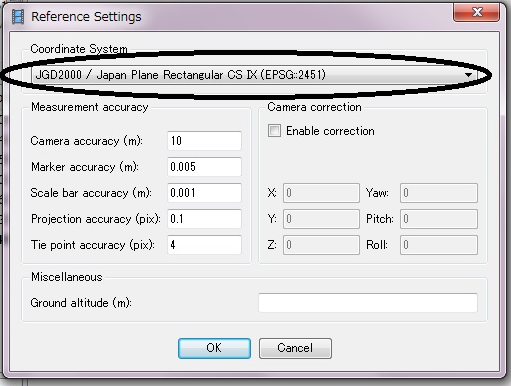 Reference Settings
Coordinate System
JGD2000 / Japan Plane Rectangular CS IX (EPSG::2451)
Measurement accuracy
Camera accuracy (m): 10
Marker accuracy (m): 0.005
Scale bar accuracy (m): 0.001
Projection accuracy (pix): 0.1
Tie point accuracy (pix): 4
Camera correction
Enable correction
X: 0 Yaw: 0
Y: 0 Pitch: 0
Z: 0 Roll: 0
Miscellaneous
Ground altitude (m):
OK Cancel